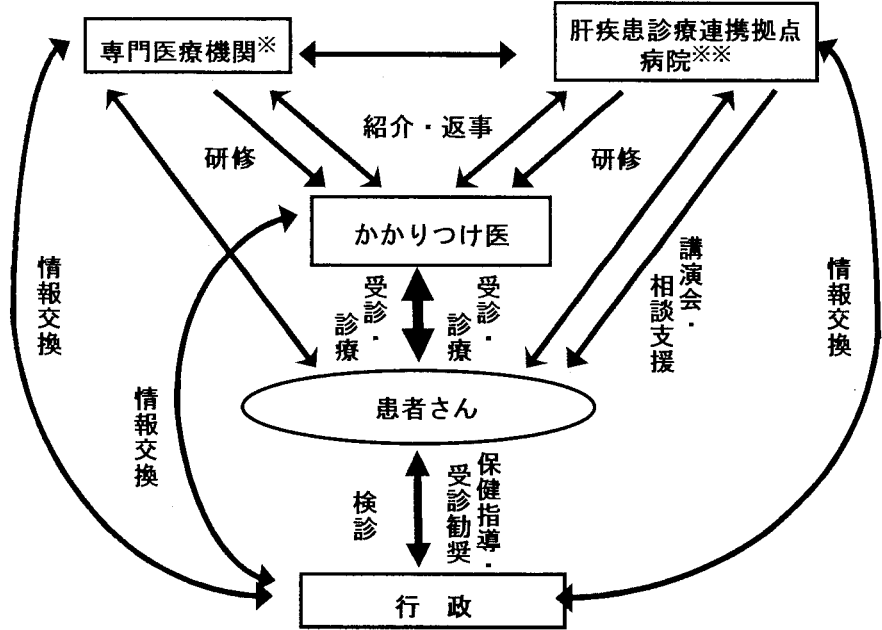 専門医療機関※
肝疾患診療連携拠点
病院※※
紹介・返事
研修
研修
かかりつけ医
情報交換
受診・
診療
受診・
診療
講演会・
相談支援
情報交換
患者さん
情報交換
検診
保健指導・
受診勧奨
行 政